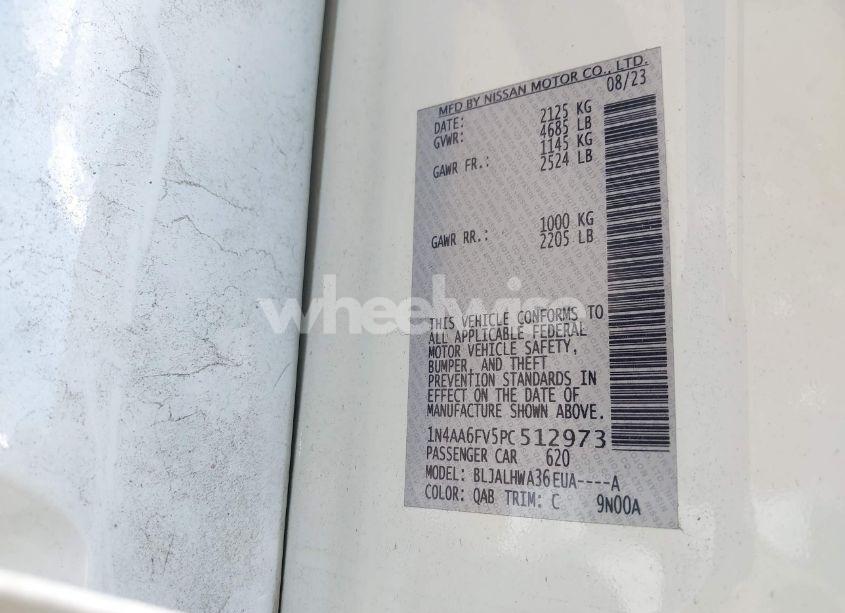 MFD BY NISSAN MOTOR CO., LTD.
DATE: 08/23
GVWR: 2125 KG
4685 LB
GAWR FR.: 1145 KG
2524 LB
GAWR RR.: 1000 KG
2205 LB
wheelwise
THIS VEHICLE CONFORMS TO
ALL APPLICABLE FEDERAL
MOTOR VEHICLE SAFETY,
BUMPER, AND THEFT
PREVENTION STANDARDS IN
EFFECT ON THE DATE OF
MANUFACTURE SHOWN ABOVE.
1N4AA6FV5PC512973
PASSENGER CAR 620
MODEL: BLJALHWA36EUA----A
COLOR: QAB TRIM: C 9N00A